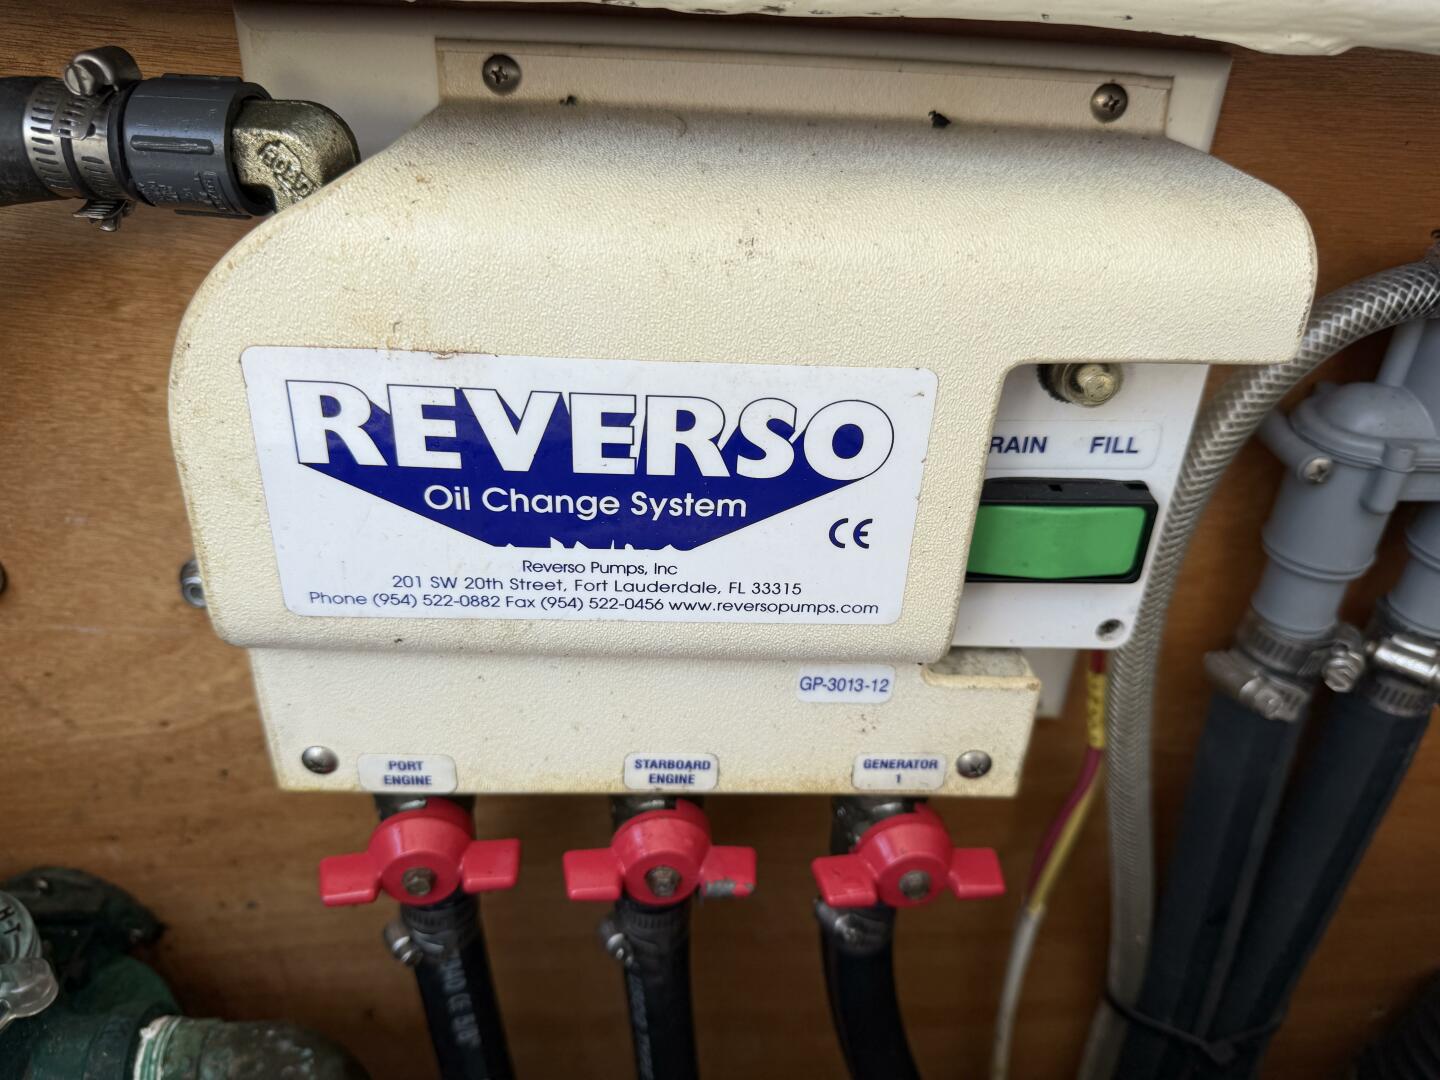 REVERSO
Oil Change System
CE
Reverso Pumps, Inc
201 SW 20th Street, Fort Lauderdale, FL 33315
Phone (954) 522-0882 Fax (954) 522-0456 www.reversopumps.com
RAIN FILL
GP-3013-12
PORT
ENGINE
STARBOARD
ENGINE
GENERATOR
1